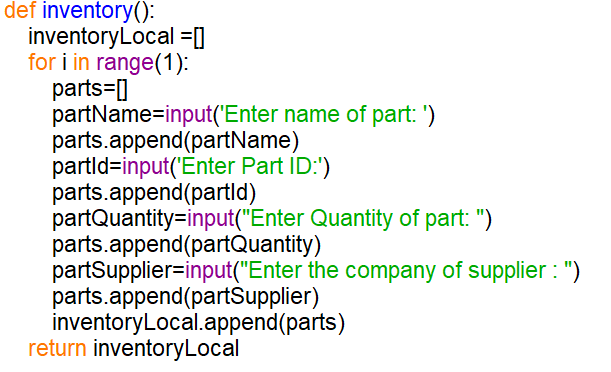 def inventory():
    inventoryLocal =[]
    for i in range(1):
        parts=[]
        partName=input('Enter name of part: ')
        parts.append(partName)
        partId=input('Enter Part ID:')
        parts.append(partId)
        partQuantity=input("Enter Quantity of part: ")
        parts.append(partQuantity)
        partSupplier=input("Enter the company of supplier : ")
        parts.append(partSupplier)
        inventoryLocal.append(parts)
    return inventoryLocal